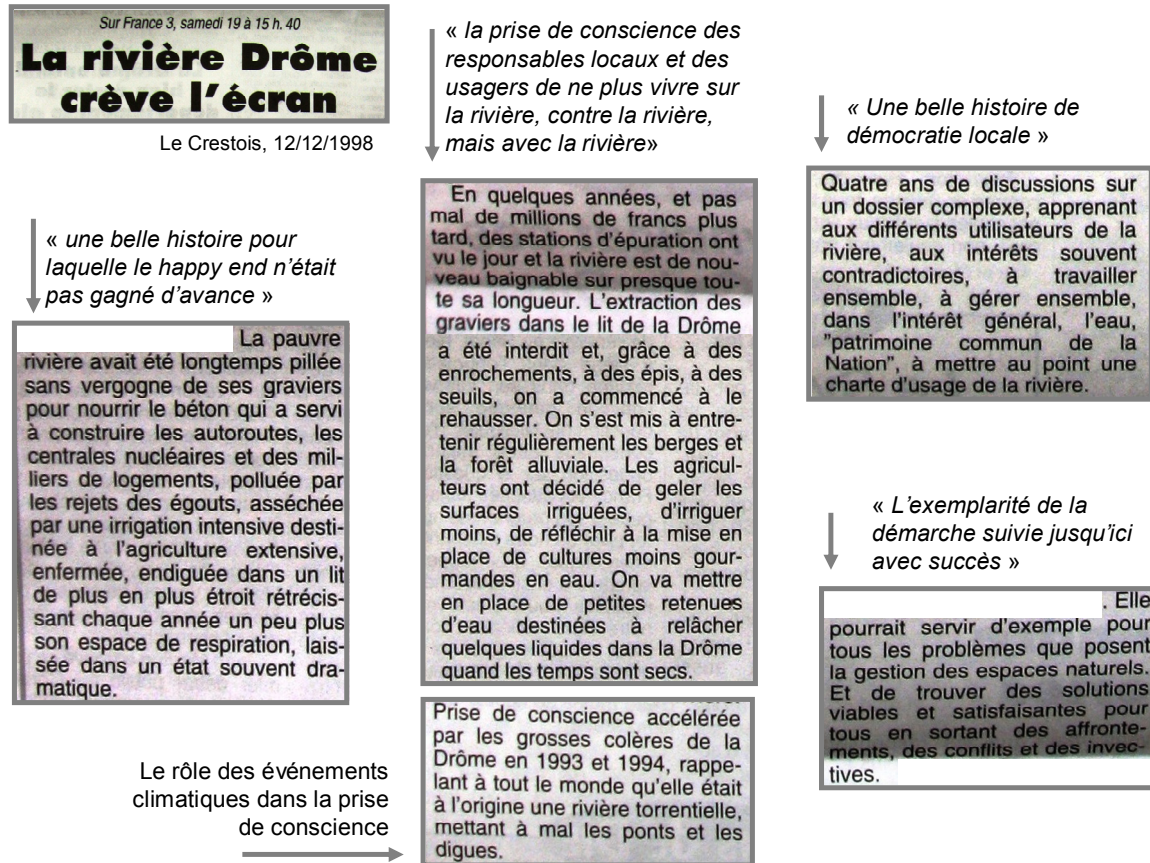 Sur France 3, samedi 19 à 15 h. 40
La rivière Drôme
crève l'écran
Le Crestois, 12/12/1998
« une belle histoire pour
laquelle le happy end n'était
pas gagné d'avance »
La pauvre
rivière avait été longtemps pillée
sans vergogne de ses graviers
pour nourrir le béton qui a servi
à construire les autoroutes, les
centrales nucléaires et des mil-
liers de logements, polluée par
les rejets des égouts, asséchée
par une irrigation intensive desti-
née à l'agriculture extensive,
enfermée, endiguée dans un lit
de plus en plus étroit rétrécis-
sant chaque année un peu plus
son espace de respiration, lais-
sée dans un état souvent dra-
matique.
« la prise de conscience des
responsables locaux et des
usagers de ne plus vivre sur
la rivière, contre la rivière,
mais avec la rivière»
En quelques années, et pas
mal de millions de francs plus
tard, des stations d'épuration ont
vu le jour et la rivière est de nou-
veau baignable sur presque tou-
te sa longueur. L'extraction des
graviers dans le lit de la Drôme
a été interdit et, grâce à des
enrochements, à des épis, à des
seuils, on a commencé à le
rehausser. On s'est mis à entre-
tenir régulièrement les berges et
la forêt alluviale. Les agricul-
teurs ont décidé de geler les
surfaces irriguées, d'irriguer
moins, de réfléchir à la mise en
place de cultures moins gour-
mandes en eau. On va mettre
en place de petites retenues
d'eau destinées à relâcher
quelques liquides dans la Drôme
quand les temps sont secs.
Le rôle des événements
climatiques dans la prise
de conscience
Prise de conscience accélérée
par les grosses colères de la
Drôme en 1993 et 1994, rappe-
lant à tout le monde qu'elle était
à l'origine une rivière torrentielle,
mettant à mal les ponts et les
digues.
« Une belle histoire de
démocratie locale »
Quatre ans de discussions sur
un dossier complexe, apprenant
aux différents utilisateurs de la
rivière, aux intérêts souvent
contradictoires, à travailler
ensemble, à gérer ensemble,
dans l'intérêt général, l'eau,
"patrimoine commun de la
Nation", à mettre au point une
charte d'usage de la rivière.
« L'exemplarité de la
démarche suivie jusqu'ici
avec succès »
. Elle
pourrait servir d'exemple pour
tous les problèmes que posent
la gestion des espaces naturels.
Et de trouver des solutions
viables et satisfaisantes pour
tous en sortant des affronte-
ments, des conflits et des invec-
tives.